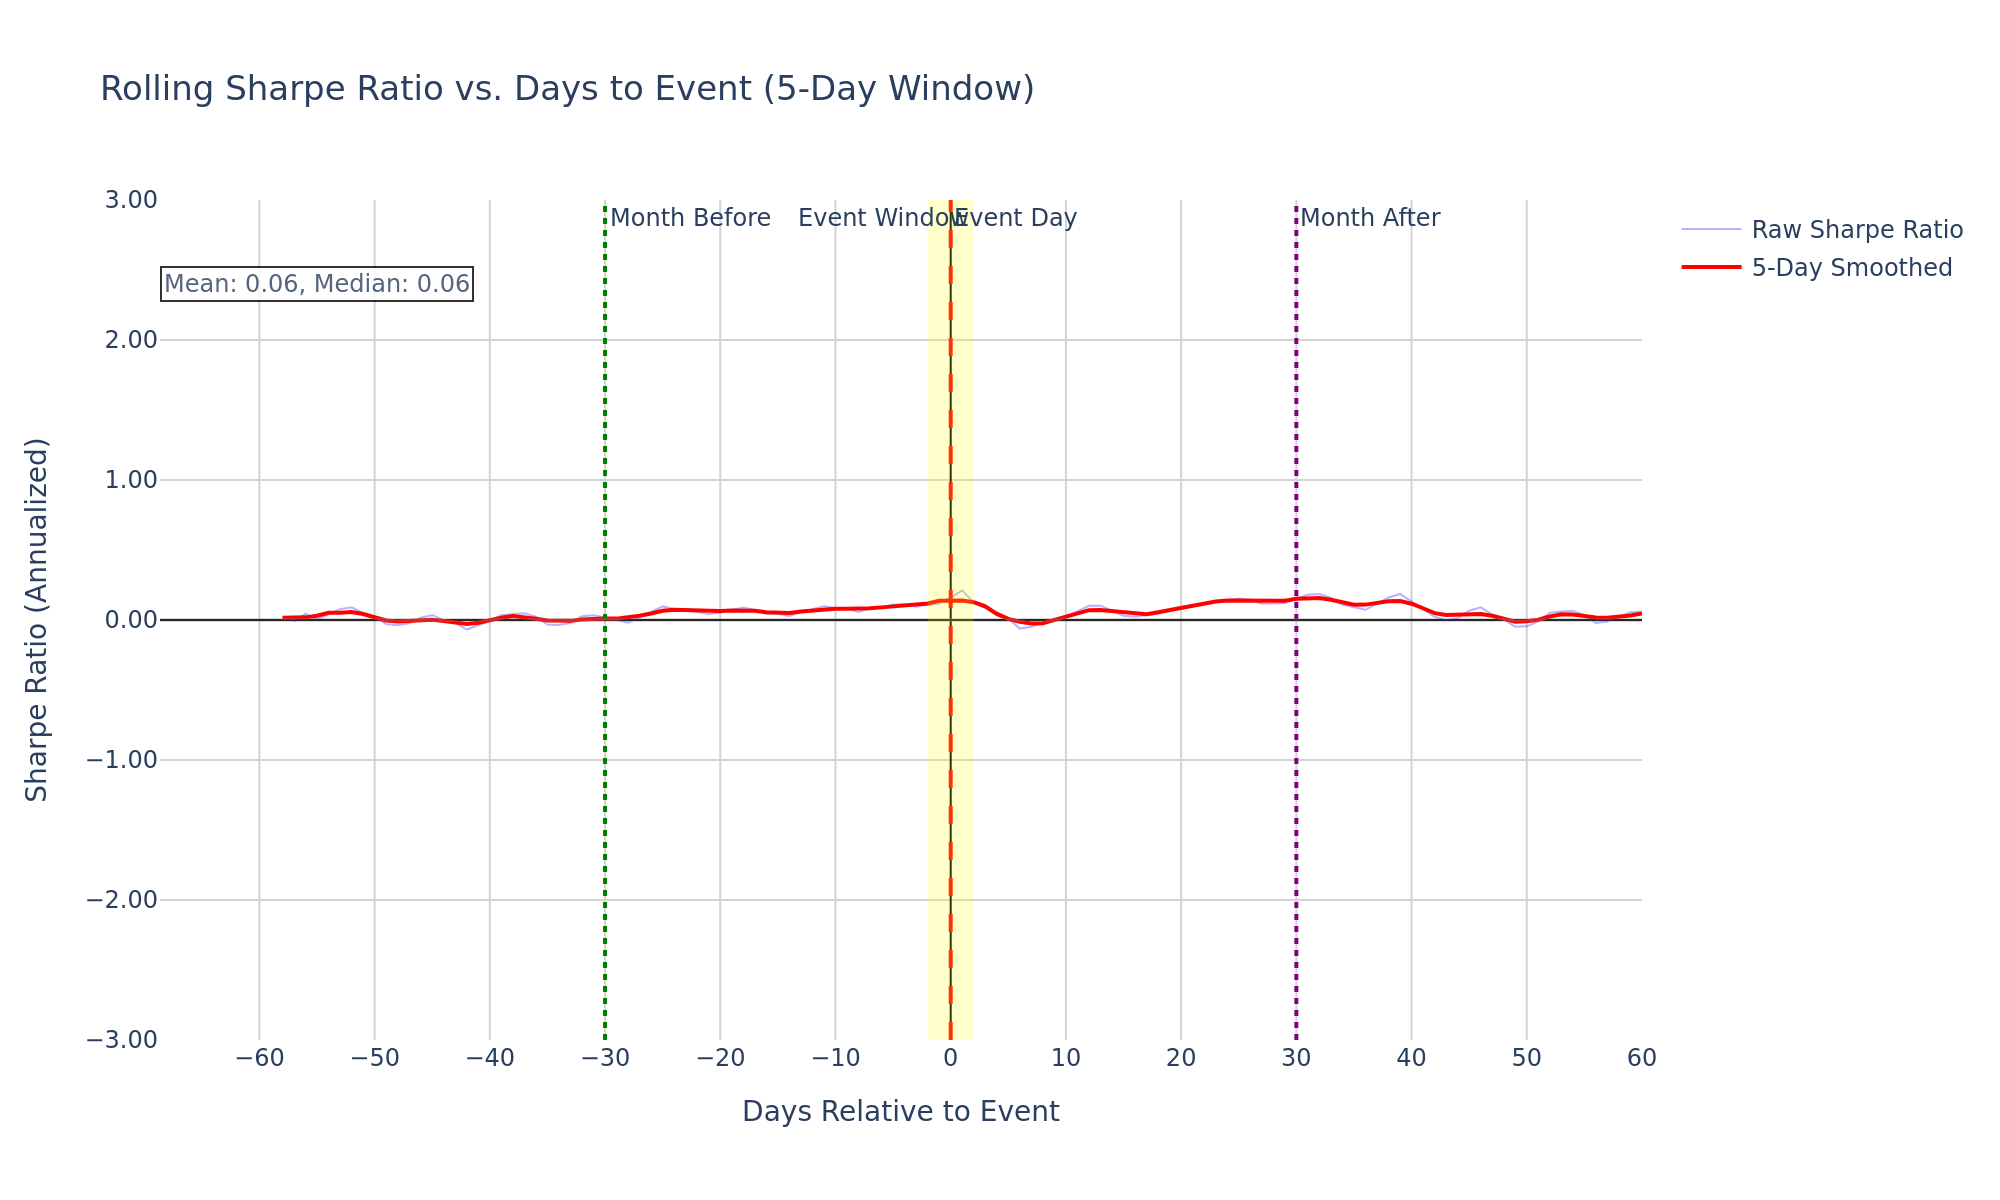 Rolling Sharpe Ratio vs. Days to Event (5-Day Window)
3.00
2.00
1.00
0.00
−1.00
−2.00
−3.00
Sharpe Ratio (Annualized)
Month Before
Event Window
Event Day
Month After
Mean: 0.06, Median: 0.06
Raw Sharpe Ratio
5-Day Smoothed
−60
−50
−40
−30
−20
−10
0
10
20
30
40
50
60
Days Relative to Event